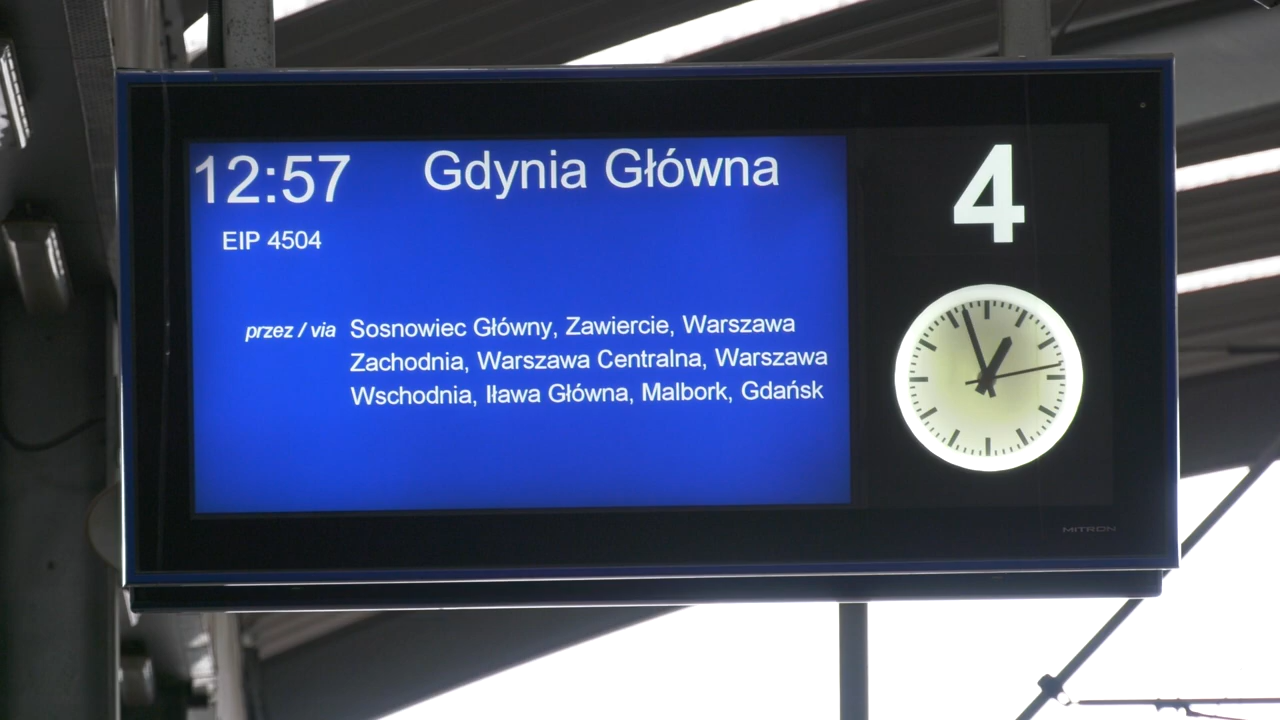 12:57 Gdynia Główna
4
EIP 4504
przez / via Sosnowiec Główny, Zawiercie, Warszawa
Zachodnia, Warszawa Centralna, Warszawa
Wschodnia, Iława Główna, Malbork, Gdańsk
MITRON